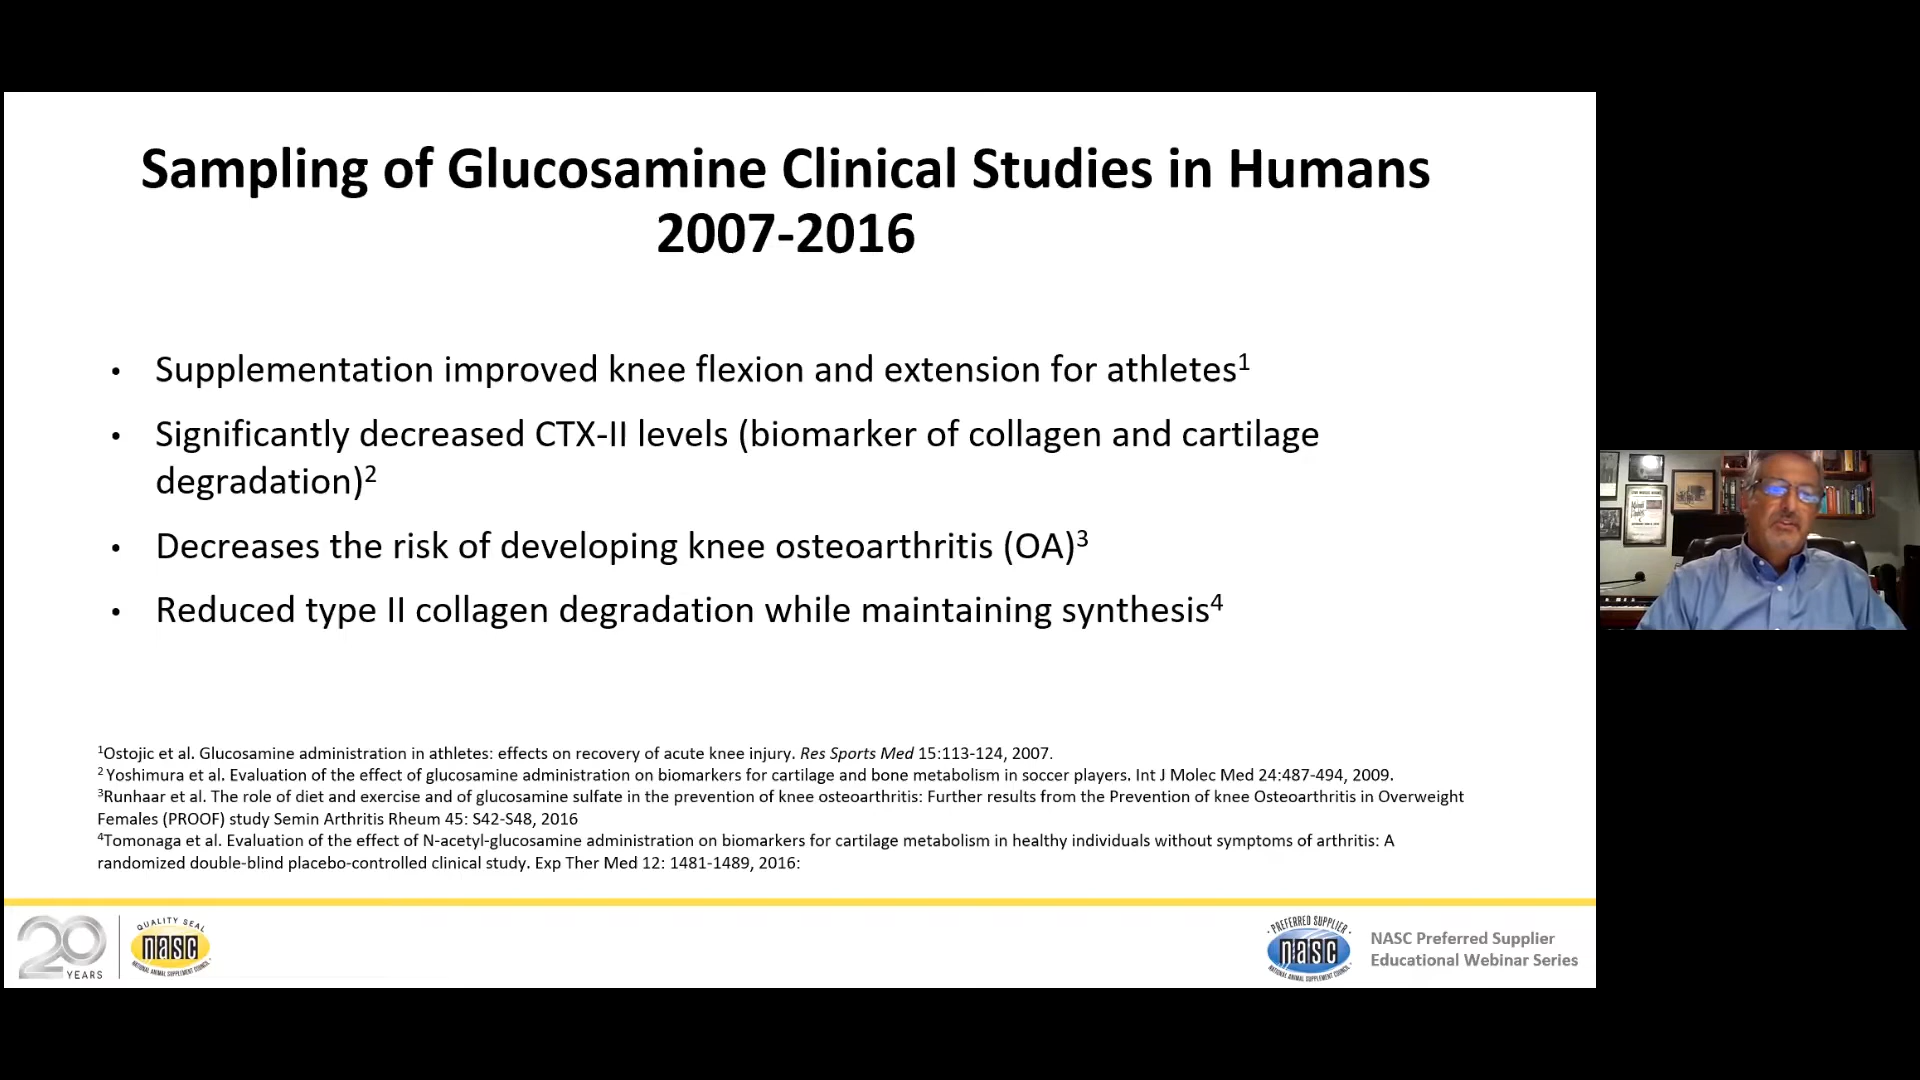 Sampling of Glucosamine Clinical Studies in Humans
2007-2016
• Supplementation improved knee flexion and extension for athletes1
• Significantly decreased CTX-II levels (biomarker of collagen and cartilage
degradation)2
• Decreases the risk of developing knee osteoarthritis (OA)3
• Reduced type II collagen degradation while maintaining synthesis4
1Ostojic et al. Glucosamine administration in athletes: effects on recovery of acute knee injury. Res Sports Med 15:113-124, 2007.
2 Yoshimura et al. Evaluation of the effect of glucosamine administration on biomarkers for cartilage and bone metabolism in soccer players. Int J Molec Med 24:487-494, 2009.
3Runhaar et al. The role of diet and exercise and of glucosamine sulfate in the prevention of knee osteoarthritis: Further results from the Prevention of knee Osteoarthritis in Overweight
Females (PROOF) study Semin Arthritis Rheum 45: S42-S48, 2016
4Tomonaga et al. Evaluation of the effect of N-acetyl-glucosamine administration on biomarkers for cartilage metabolism in healthy individuals without symptoms of arthritis: A
randomized double-blind placebo-controlled clinical study. Exp Ther Med 12: 1481-1489, 2016:
20
YEARS
QUALITY SEAL
nasc
NATIONAL ANIMAL SUPPLEMENT COUNCIL
PREFERRED SUPPLIER
nasc
NATIONAL ANIMAL SUPPLEMENT COUNCIL
NASC Preferred Supplier
Educational Webinar Series